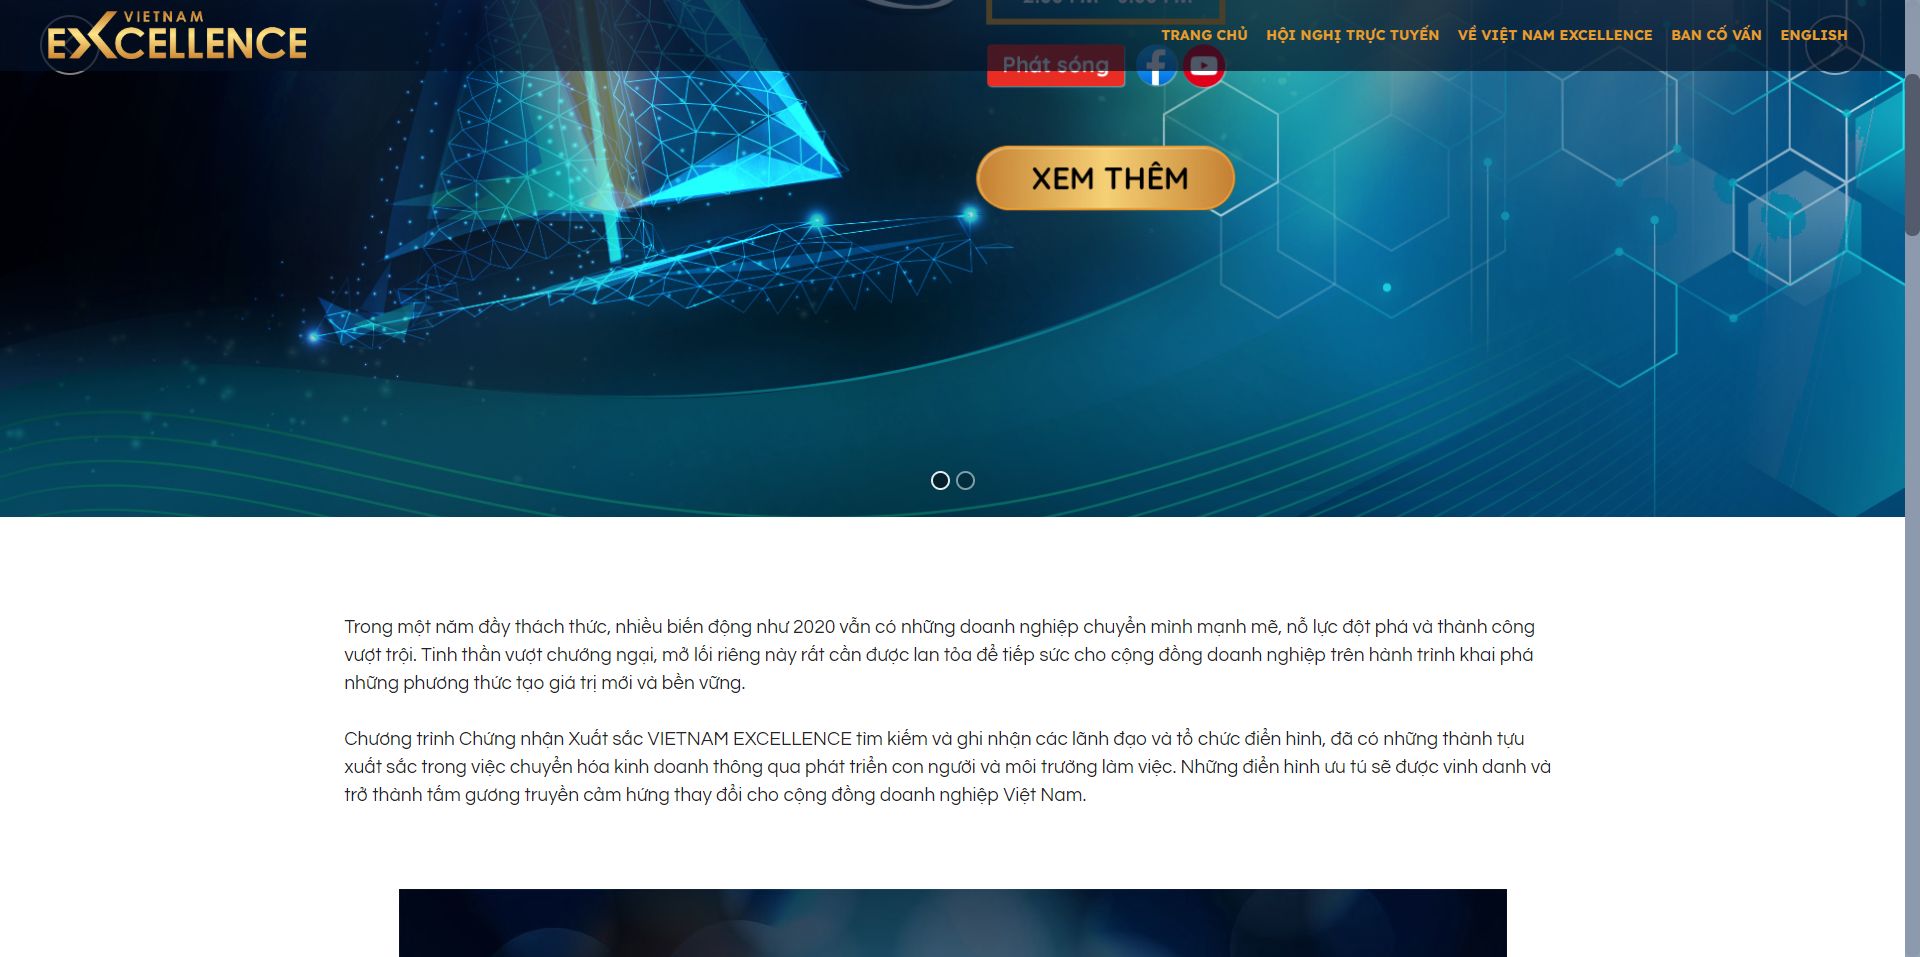 VIETNAM
EXCELLENCE
TRANG CHỦ HỘI NGHỊ TRỰC TUYẾN VỀ VIỆT NAM EXCELLENCE BAN CỐ VẤN ENGLISH
Phát sóng
XEM THÊM
Trong một năm đầy thách thức, nhiều biến động như 2020 vẫn có những doanh nghiệp chuyển mình mạnh mẽ, nỗ lực đột phá và thành công
vượt trội. Tinh thần vượt chướng ngại, mở lối riêng này rất cần được lan tỏa để tiếp sức cho cộng đồng doanh nghiệp trên hành trình khai phá
những phương thức tạo giá trị mới và bền vững.
Chương trình Chứng nhận Xuất sắc VIETNAM EXCELLENCE tìm kiếm và ghi nhận các lãnh đạo và tổ chức điển hình, đã có những thành tựu
xuất sắc trong việc chuyển hóa kinh doanh thông qua phát triển con người và môi trường làm việc. Những điển hình ưu tú sẽ được vinh danh và
trở thành tấm gương truyền cảm hứng thay đổi cho cộng đồng doanh nghiệp Việt Nam.